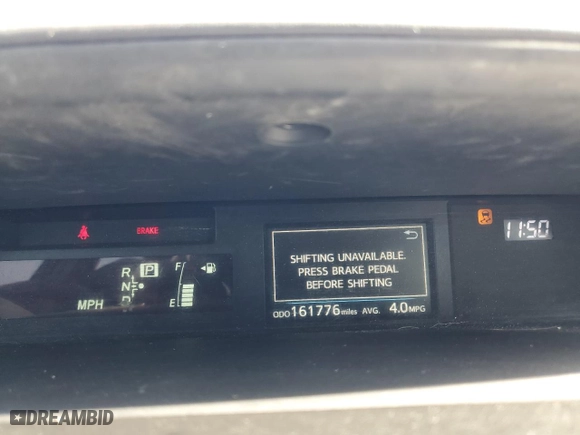 BRAKE
11:50
R
P
N
D
MPH
F
E
SHIFTING UNAVAILABLE.
PRESS BRAKE PEDAL
BEFORE SHIFTING
ODO 161776 miles AVG. 4.0 MPG
DREAMBID